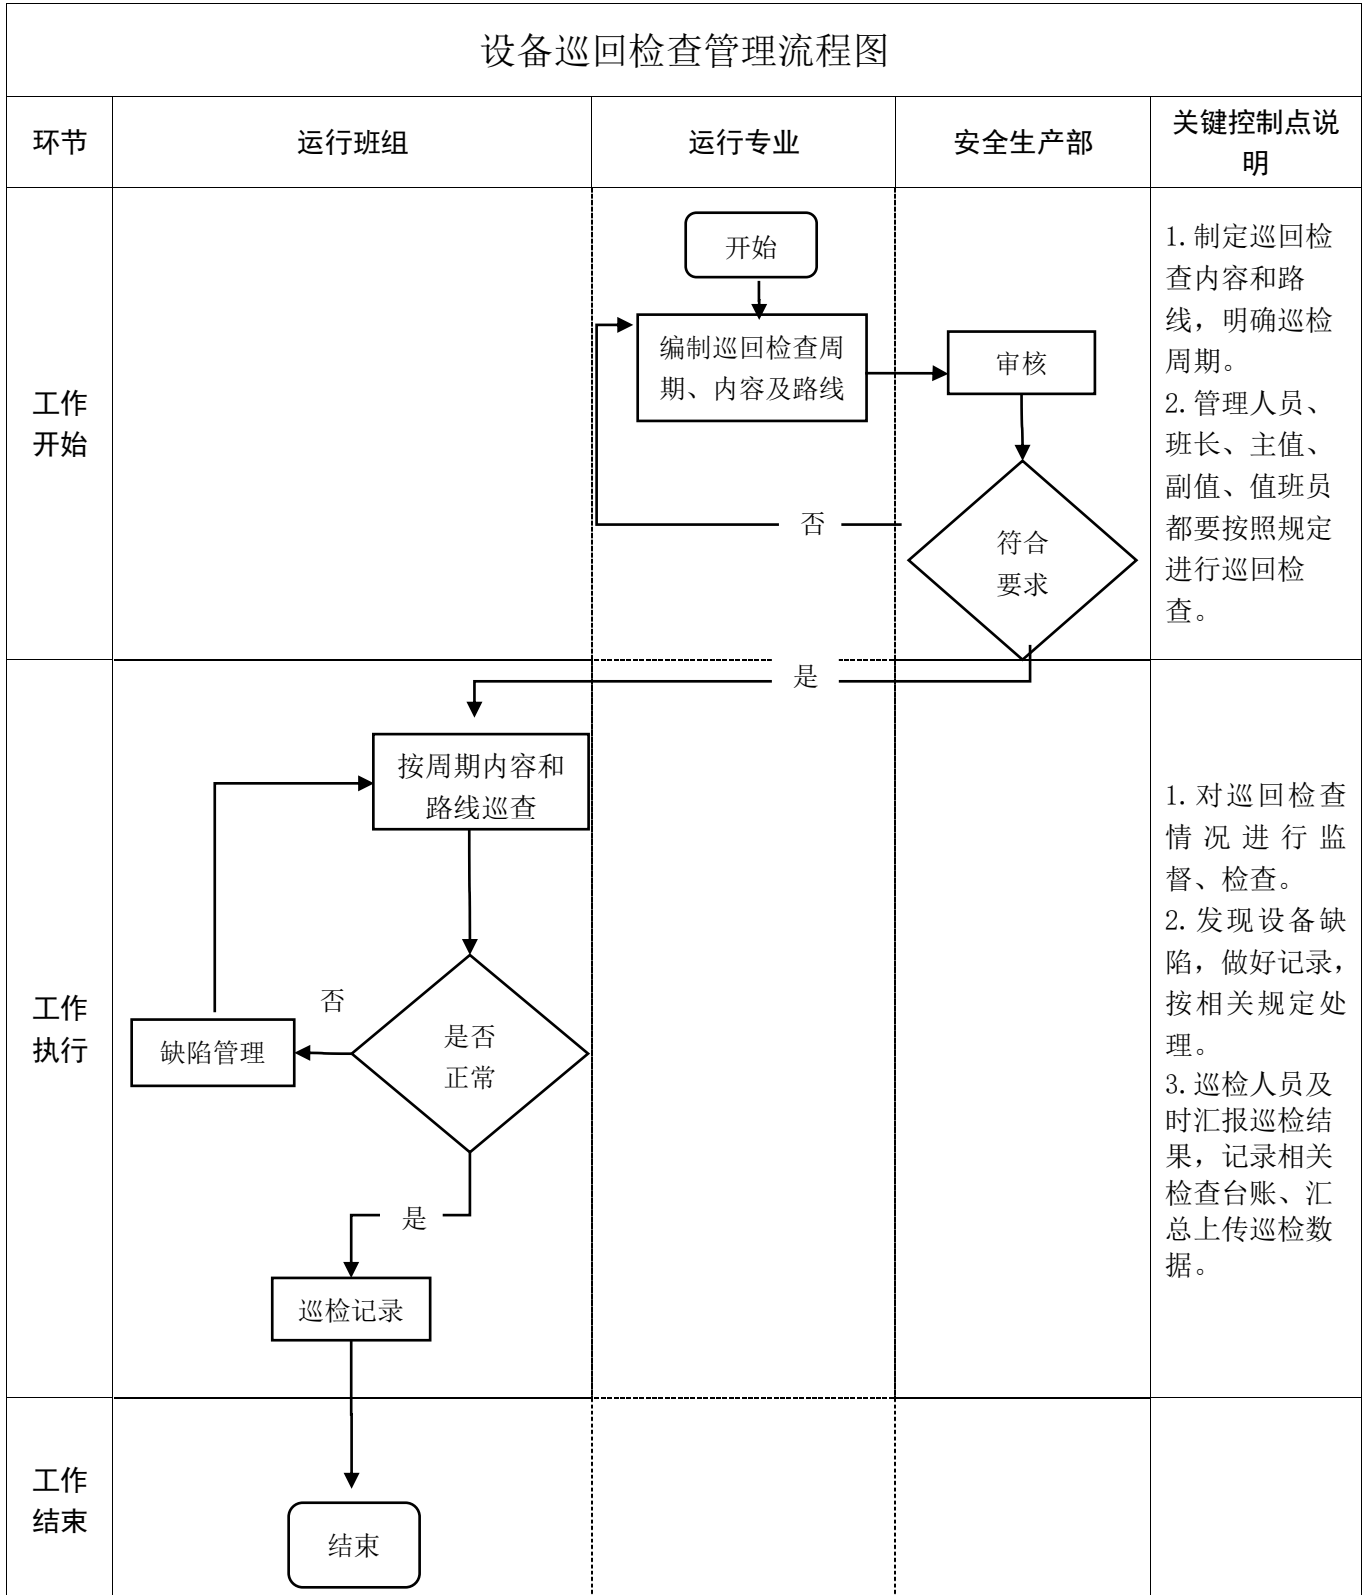 设备巡回检查管理流程图
环节
运行班组
运行专业
安全生产部
关键控制点说
明
工作
开始
开始
编制巡回检查周
期、内容及路线
审核
符合
要求
否
1.制定巡回检
查内容和路
线，明确巡检
周期。
2.管理人员、
班长、主值、
副值、值班员
都要按照规定
进行巡回检
查。
是
工作
执行
按周期内容和
路线巡查
否
缺陷管理
是否
正常
是
巡检记录
1.对巡回检查
情况进行监
督、检查。
2.发现设备缺
陷，做好记录，
按相关规定处
理。
3.巡检人员及
时汇报巡检结
果，记录相关
检查台账、汇
总上传巡检数
据。
工作
结束
结束